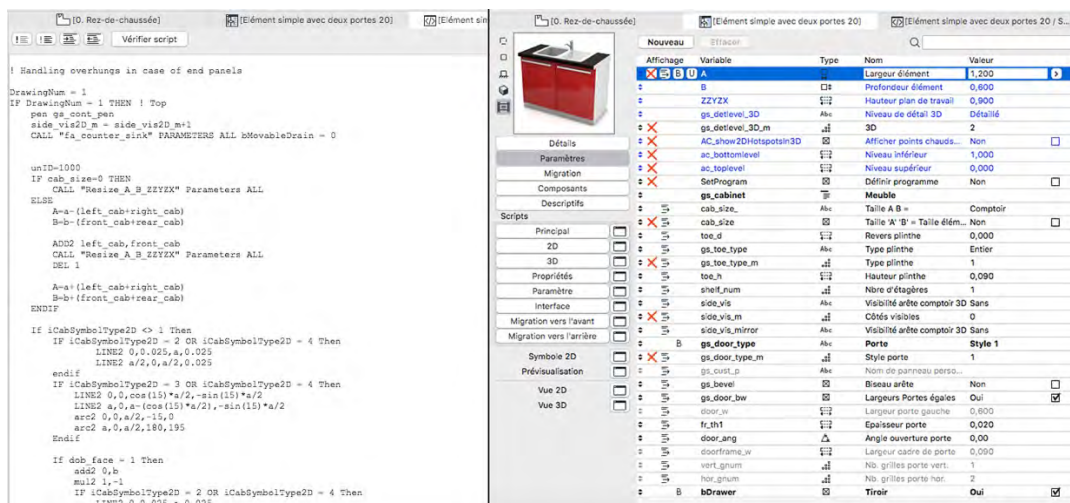 [0. Rez-de-chaussée]
[Elément simple avec deux portes 20]
[Elément sin
Vérifier script
! Handling overhungs in case of end panels
DrawingNum = 1
IF DrawingNum = 1 THEN ! Top
pen gs_cont_pen
side_vis2D_m = side_vis2D_m+1
CALL "fa_counter_sink" PARAMETERS ALL bMovableDrain = 0
unID=1000
IF cab_size=0 THEN
CALL "Resize_A_B_ZZYZX" Parameters ALL
ELSE
A=a-(left_cab+right_cab)
B=b-(front_cab+rear_cab)
ADD2 left_cab,front_cab
CALL "Resize_A_B_ZZYZX" Parameters ALL
DEL 1
A=a+(left_cab+right_cab)
B=b+(front_cab+rear_cab)
ENDIF
If iCabSymbolType2D <> 1 Then
IF iCabSymbolType2D = 2 OR iCabSymbolType2D = 4 Then
LINE2 0,0.025,a,0.025
LINE2 a/2,0,a/2,0.025
endif
IF iCabSymbolType2D = 3 OR iCabSymbolType2D = 4 Then
LINE2 0,0,cos(15)*a/2,-sin(15)*a/2
LINE2 a,0,a-(cos(15)*a/2),-sin(15)*a/2
arc2 0,0,a/2,-15,0
arc2 a,0,a/2,180,195
Endif
If dob_face = 1 Then
add2 0,b
mul2 1,-1
IF iCabSymbolType2D = 2 OR iCabSymbolType2D = 4 Then
LINE2 0,0.025,a,0.025
[0. Rez-de-chaussée]
[Elément simple avec deux portes 20]
[Elément simple avec deux portes 20 / S...
Détails
Paramètres
Migration
Composants
Descriptifs
Scripts
Principal
2D
3D
Propriétés
Paramètre
Interface
Migration vers l'avant
Migration vers l'arrière
Symbole 2D
Prévisualisation
Vue 2D
Vue 3D
Nouveau Effacer
Affichage Variable Type Nom Valeur
B U A Largeur élément 1,200
B Profondeur élément 0,600
ZZYZX Hauteur plan de travail 0,900
gs_detlevel_3D Abc Niveau de détail 3D Détaillé
gs_detlevel_3D_m 3D 2
AC_show2DHotspotsIn3D Afficher points chauds... Non
ac_bottomlevel Niveau inférieur 1,000
ac_toplevel Niveau supérieur 0,000
SetProgram Définir programme Non
gs_cabinet Meuble
cab_size_ Abc Taille A B = Comptoir
cab_size Taille 'A' 'B' = Taille élém... Non
toe_d Revers plinthe 0,000
gs_toe_type Abc Type plinthe Entier
gs_toe_type_m Type plinthe 1
toe_h Hauteur plinthe 0,090
shelf_num Nbre d'étagères 1
side_vis Abc Visibilité arête comptoir 3D Sans
side_vis_m Côtés visibles 0
side_vis_mirror Abc Visibilité arête comptoir 3D Sans
B gs_door_type Abc Porte Style 1
gs_door_type_m Style porte 1
gs_cust_p Abc Nom de panneau perso...
gs_bevel Biseau arête Non
gs_door_bw Largeurs Portes égales Oui
door_w Largeur porte gauche 0,600
fr_th1 Epaisseur porte 0,020
door_ang Angle ouverture porte 0,00
doorframe_w Largeur cadre de porte 0,090
vert_gnum Nb. grilles porte vert. 1
hor_gnum Nb. grilles porte hor. 2
B bDrawer Tiroir Oui